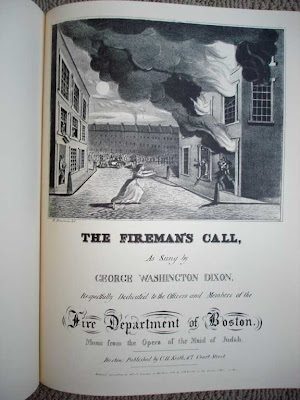 THE FIREMAN'S CALL,
As Sung by
GEORGE WASHINGTON DIXON,
Respectfully Dedicated to the Officers and Members of the
(Fire Department of Boston.)
Music from the Opera of the Maid of Judah.
Boston Published by C.H. Keith, 67 Court Street